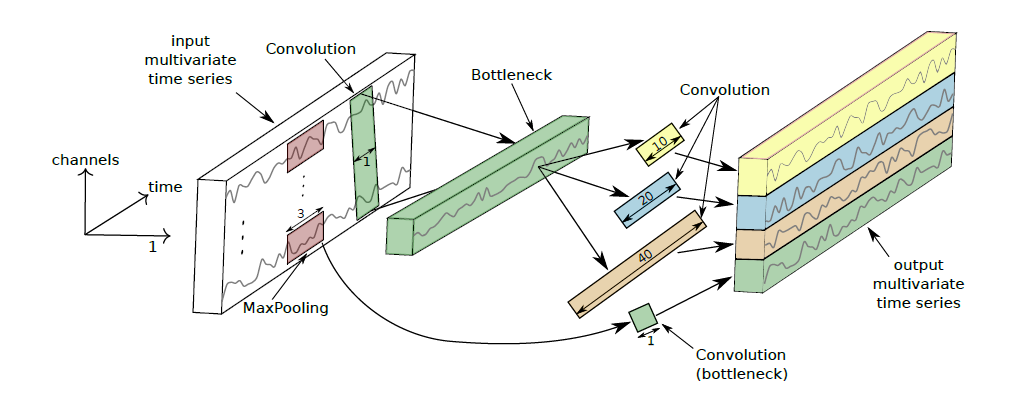 input
multivariate
time series
Convolution
Bottleneck
Convolution
channels
time
1
1
3
MaxPooling
10
20
40
1
Convolution
(bottleneck)
output
multivariate
time series